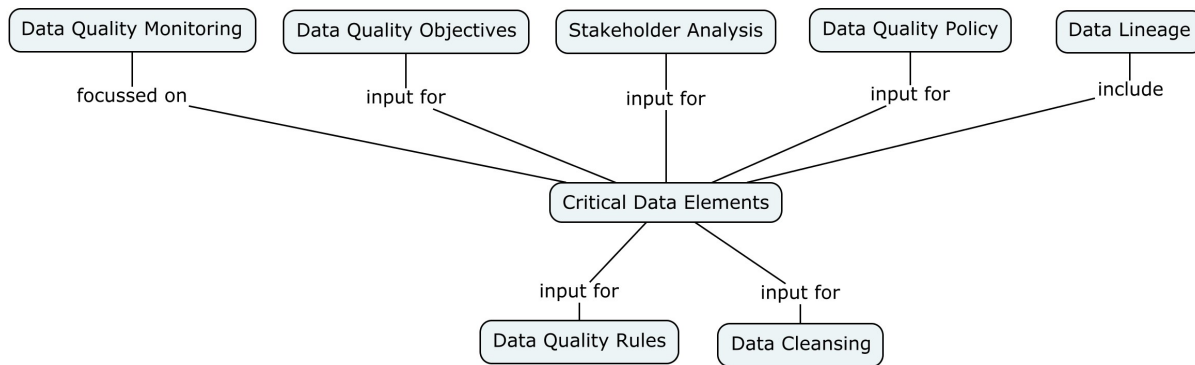 Data Quality Monitoring
Data Quality Objectives
Stakeholder Analysis
Data Quality Policy
Data Lineage
focussed on
input for
input for
input for
include
Critical Data Elements
input for
input for
Data Quality Rules
Data Cleansing